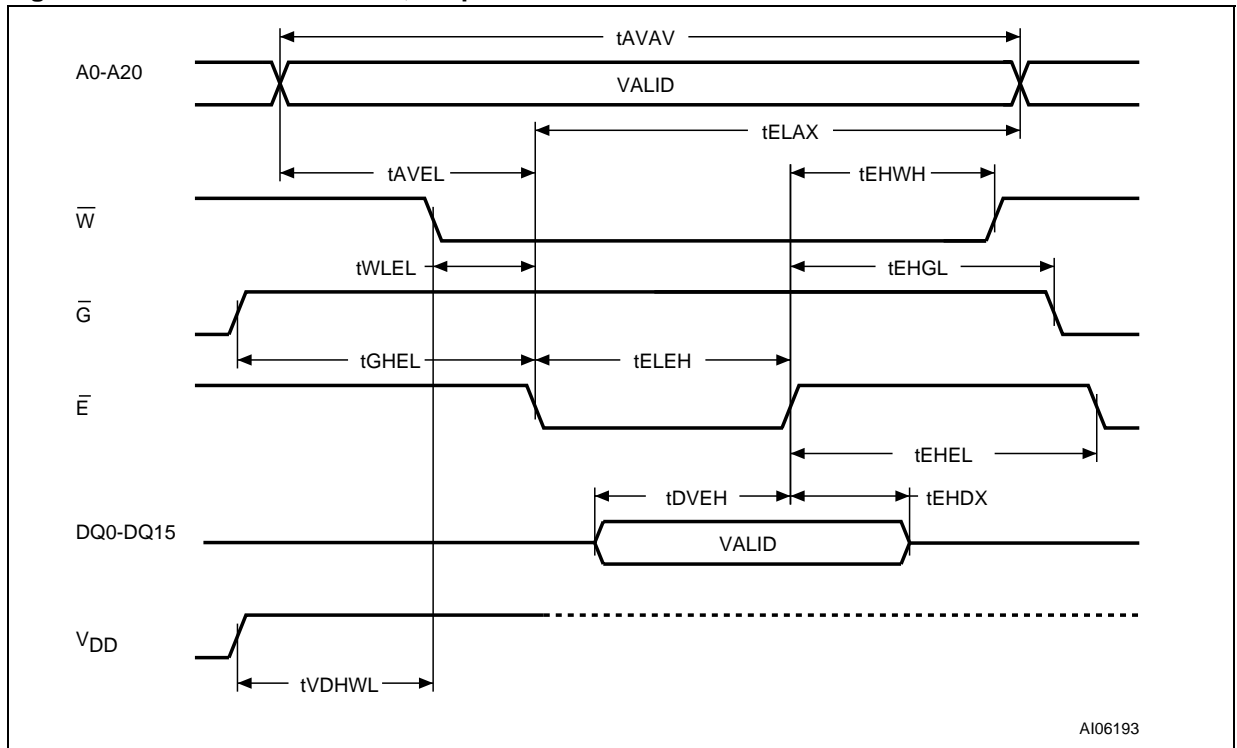 tAVAV
A0-A20
VALID
tELAX
tAVEL
tEHWH
W̅
tWLEL
tEHGL
G̅
tGHEL
tELEH
E̅
tEHEL
tDVEH
tEHDX
DQ0-DQ15
VALID
VDD
tVDHWL
AI06193